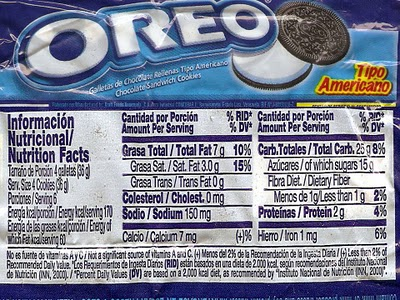 OREO
Galletas de Chocolate Rellenas Tipo Americano
Chocolate Sandwich Cookies
Tipo
Americano
Información
Nutricional/
Nutrition Facts
Tamaño de Porción 4 galletas (36 g)
Serv. Size 4 Cookies (36 g)
Portiones / Serving 6
Energía kcal/porción / Energy kcal/serving 170
Energía de las grasas kcal/porción / Energy of
which Fat kcal/serving 60
Cantidad por Porción % RID*
Amount Per Serving % DV*
Grasa Total / Total Fat 7 g 10%
Grasa Sat. / Sat. Fat 3.0 g 15%
Grasa Trans / Trans Fat 0 g
Colesterol / Cholest. 0 mg
Sodio / Sodium 150 mg
Calcio / Calcium 7 mg (+)%
Cantidad por Porción % RID*
Amount Per Serving % DV*
Carb. Totales / Total Carb. 25 g 8%
Azúcares / of which sugars 15 g
Fibra Diet. / Dietary Fiber
Menos de 1g/Less than 1 g 2%
Proteínas / Protein 2 g 4%
Hierro / Iron 1 mg 6%
No es fuente de vitaminas A y C / Not a significant source of vitamins A and C. (+) Menos del 2% de la Recomendación de la Ingesta Diaria / (+) Less than 2% of
Recommended Daily Value. *Los Requerimientos de Ingesta Diaria (RID) están basados en una dieta de 2.000 kcal, según recomendaciones del Instituto Nacional
de Nutrición (INN, 2000). / *Percent Daily Values (DV) are based on a 2,000 kcal diet, as recommended by "Instituto Nacional de Nutrición (INN, 2000).